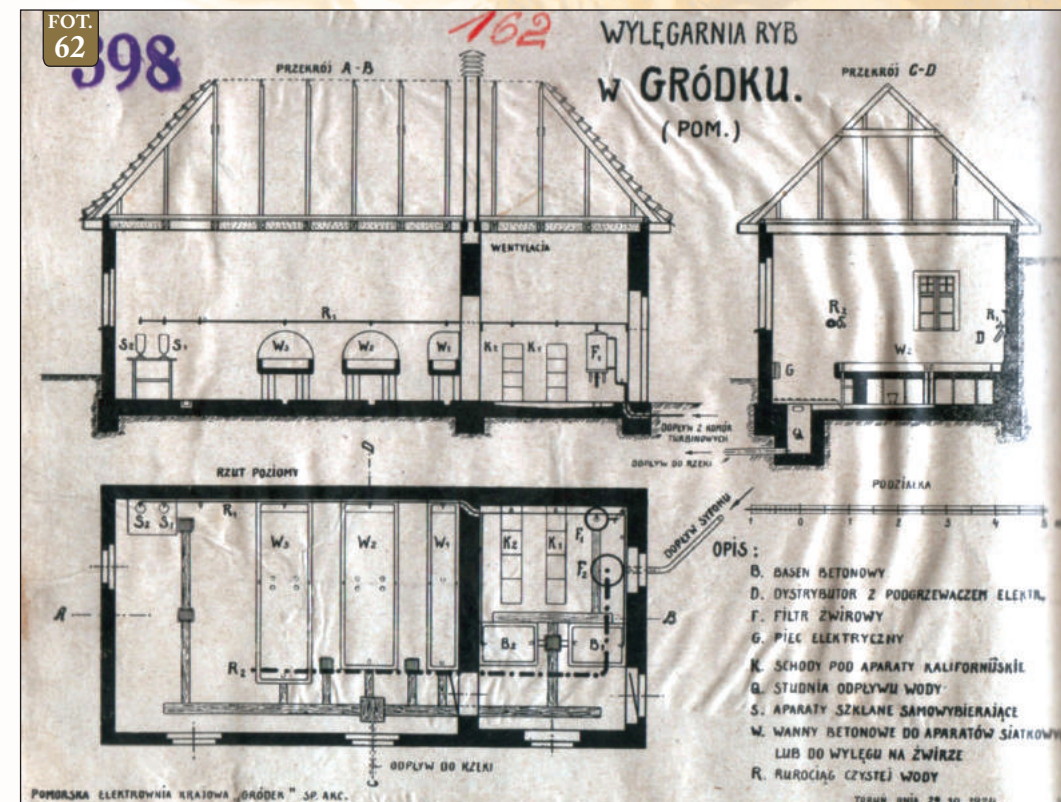 FOT.
62
398
162
WYLĘGARNIA RYB
W GRÓDKU.
(POM.)
PRZEKRÓJ A-B
PRZEKRÓJ C-D
WENTYLACJA
R₁
S₂ S₁ W₃ W₂ W₁ K₂ K₁ F₁
DOPŁYW Z KOMÓR
TURBINOWYCH
ODPŁYW DO RZEKI
R₂
R₁
D
W₂
G
Q
RZUT POZIOMY
D
S₂ S₁ R₁
W₃ W₂ W₁ K₂ K₁ F₁
F₂
DOPŁYW SYFONU
A
B
B₂ B₁
R₂
ODPŁYW DO RZEKI
C
PODZIAŁKA
1 0 1 2 3 4 5
OPIS:
B. BASEN BETONOWY
D. DYSTRYBUTOR Z PODGRZEWACZEM ELEKTR.
F. FILTR ŻWIROWY
G. PIEC ELEKTRYCZNY
K. SCHODY POD APARATY KALIFORNIJSKIE
Q. STUDNIA ODPŁYWU WODY
S. APARATY SZKLANE SAMOWYBIERAJĄCE
W. WANNY BETONOWE DO APARATÓW
LUB DO WYLĘGU NA ŻWIRZE
R. RUROCIĄG CZYSTEJ WODY
POMORSKA ELEKTROWNIA KRAJOWA „GRÓDEK" SP. AKC.
TORUŃ, DNIA